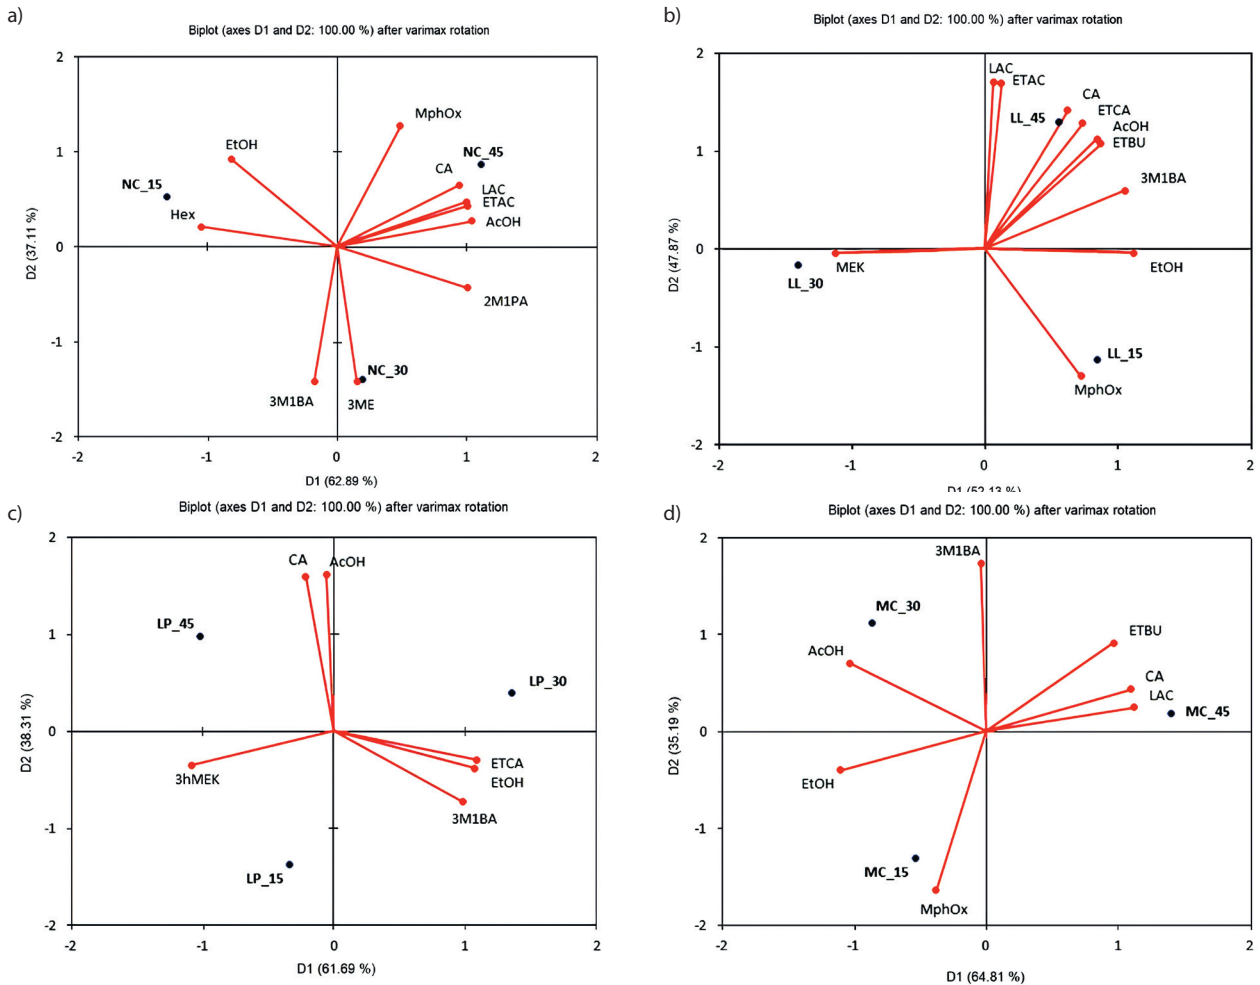 a)
Biplot (axes D1 and D2: 100.00 %) after varimax rotation
2
MphOx
EtOH
1
NC_45
CA
NC_15
LAC
ETAC
Hex
AcOH
0
D2 (37.11 %)
2M1PA
-1
NC_30
3M1BA
3ME
-2
-2 -1 0 1 2
D1 (62.89 %)
b)
Biplot (axes D1 and D2: 100.00 %) after varimax rotation
2
LAC
ETAC
CA
LL_45
ETCA
AcOH
ETBU
1
3M1BA
0
D2 (47.87 %)
MEK
EtOH
LL_30
-1
LL_15
MphOx
-2
-2 -1 0 1 2
D1 (52.13 %)
c)
Biplot (axes D1 and D2: 100.00 %) after varimax rotation
2
CA
AcOH
LP_45
1
LP_30
0
D2 (38.31 %)
ETCA
3hMEK
EtOH
3M1BA
-1
LP_15
-2
-2 -1 0 1 2
D1 (61.69 %)
d)
Biplot (axes D1 and D2: 100.00 %) after varimax rotation
2
3M1BA
MC_30
1
ETBU
AcOH
CA
LAC
MC_45
0
D2 (35.19 %)
EtOH
-1
MC_15
MphOx
-2
-2 -1 0 1 2
D1 (64.81 %)